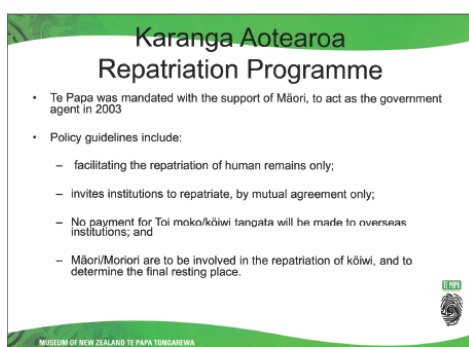 Karanga Aotearoa
Repatriation Programme
• Te Papa was mandated with the support of Mäori, to act as the government
agent in 2003
• Policy guidelines include:
– facilitating the repatriation of human remains only;
– invites institutions to repatriate, by mutual agreement only;
– No payment for Toi moko/köiwi tangata will be made to overseas
institutions; and
– Mäori/Moriori are to be involved in the repatriation of köiwi, and to
determine the final resting place.
TE PAPA
MUSEUM OF NEW ZEALAND TE PAPA TONGAREWA